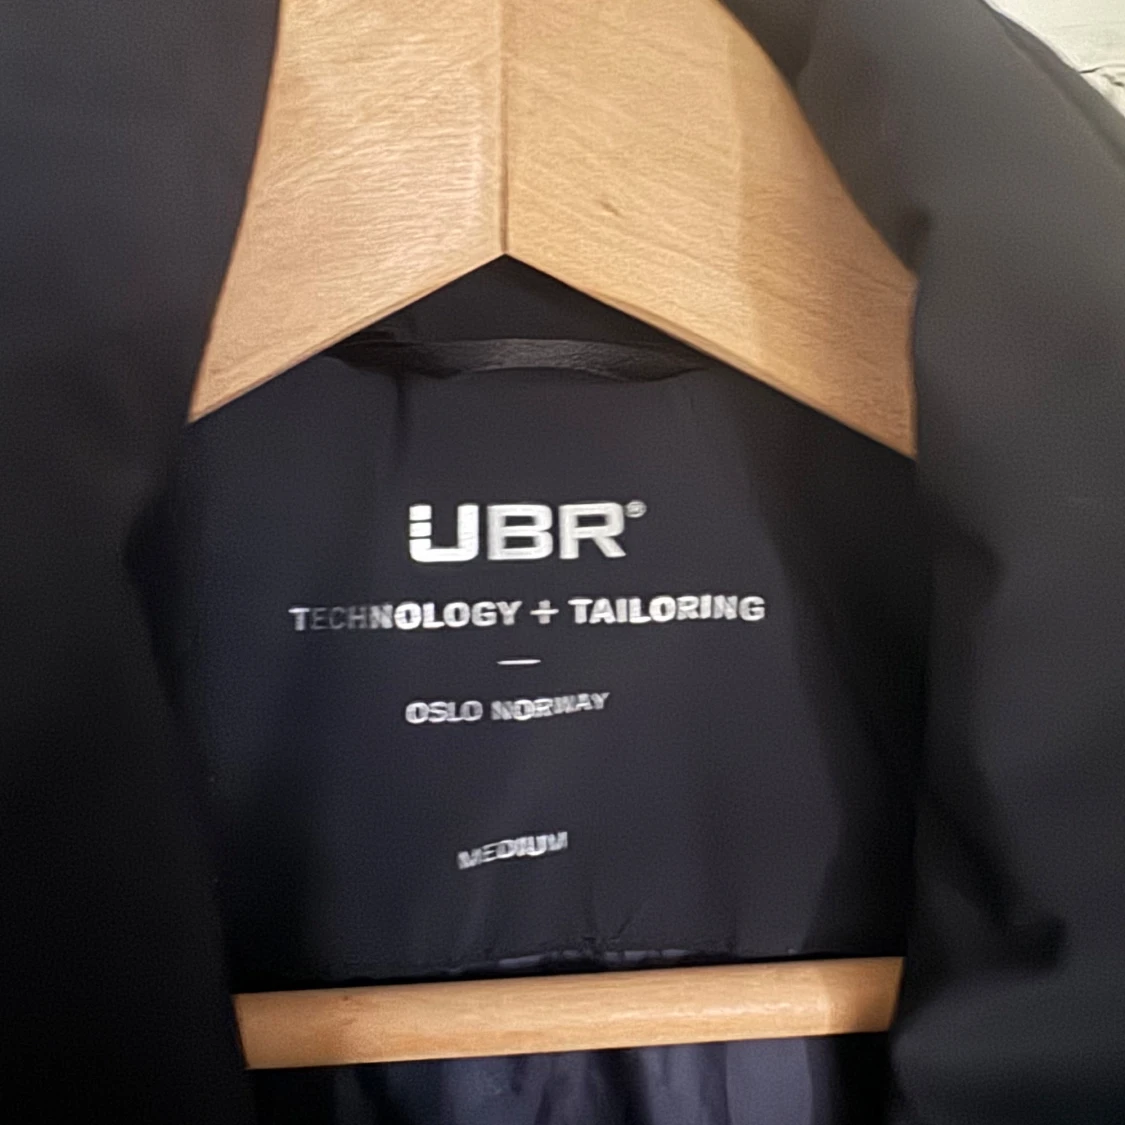 UBR®
TECHNOLOGY + TAILORING
—
OSLO NORWAY
MEDIUM